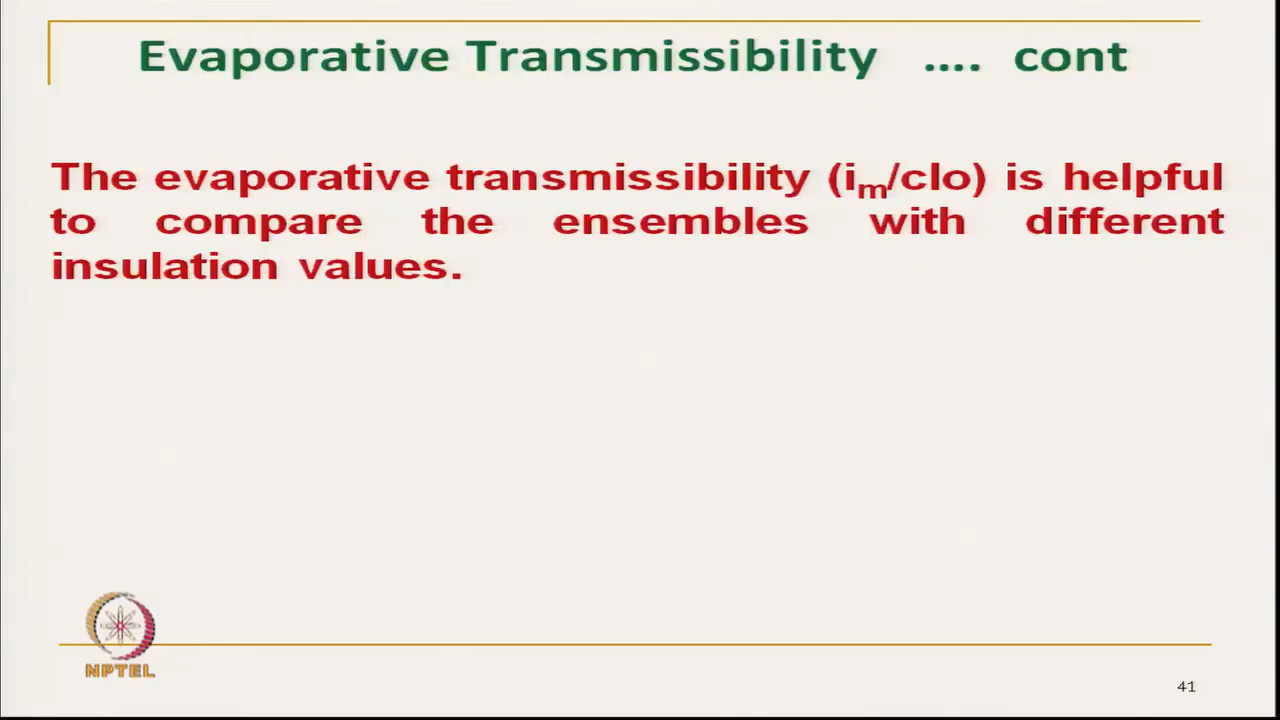 Evaporative Transmissibility …. cont
The evaporative transmissibility (iₘ/clo) is helpful
to compare the ensembles with different
insulation values.
NPTEL
41